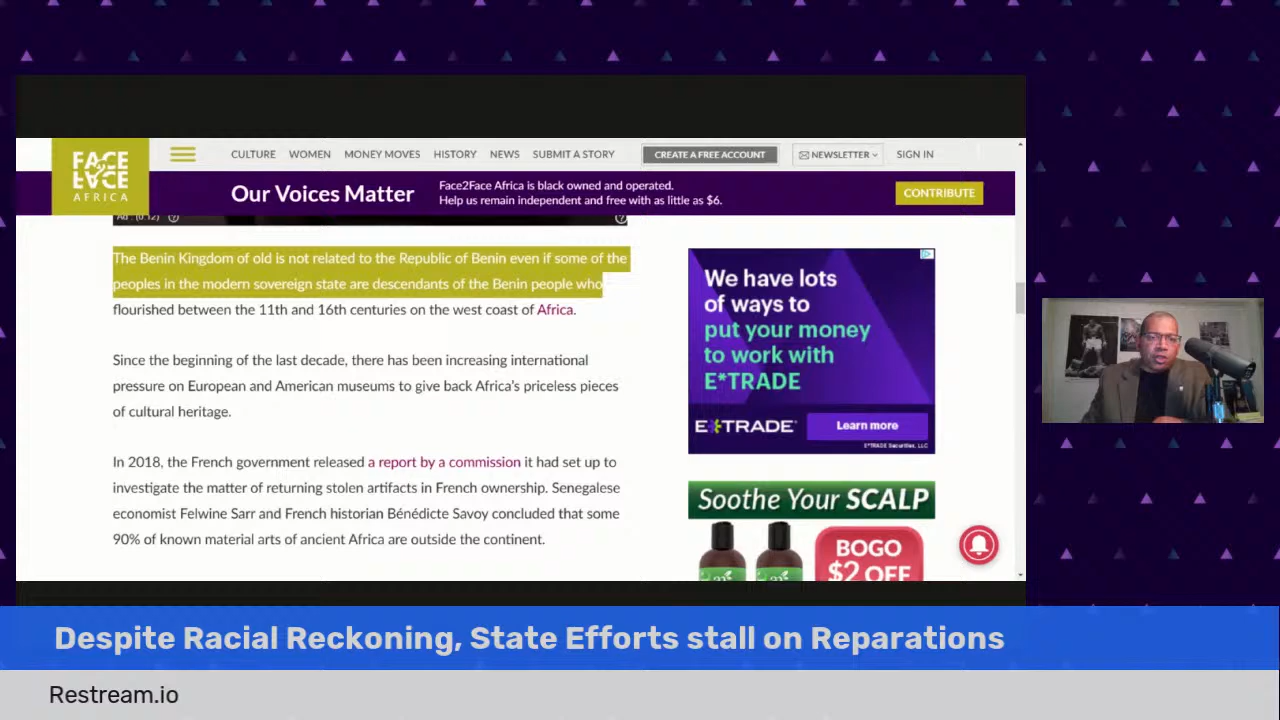 FACE
2
FACE
AFRICA
CULTURE WOMEN MONEY MOVES HISTORY NEWS SUBMIT A STORY CREATE A FREE ACCOUNT NEWSLETTER SIGN IN
Our Voices Matter
Face2Face Africa is black owned and operated.
Help us remain independent and free with as little as $6.
CONTRIBUTE
Ad : (0:12)
The Benin Kingdom of old is not related to the Republic of Benin even if some of the
peoples in the modern sovereign state are descendants of the Benin people who
flourished between the 11th and 16th centuries on the west coast of Africa.
Since the beginning of the last decade, there has been increasing international
pressure on European and American museums to give back Africa's priceless pieces
of cultural heritage.
In 2018, the French government released a report by a commission it had set up to
investigate the matter of returning stolen artifacts in French ownership. Senegalese
economist Felwine Sarr and French historian Bénédicte Savoy concluded that some
90% of known material arts of ancient Africa are outside the continent.
We have lots
of ways to
put your money
to work with
E*TRADE
E*TRADE
Learn more
E*TRADE Securities, LLC
Soothe Your SCALP
BOGO
$2 OFF
Despite Racial Reckoning, State Efforts stall on Reparations
Restream.io